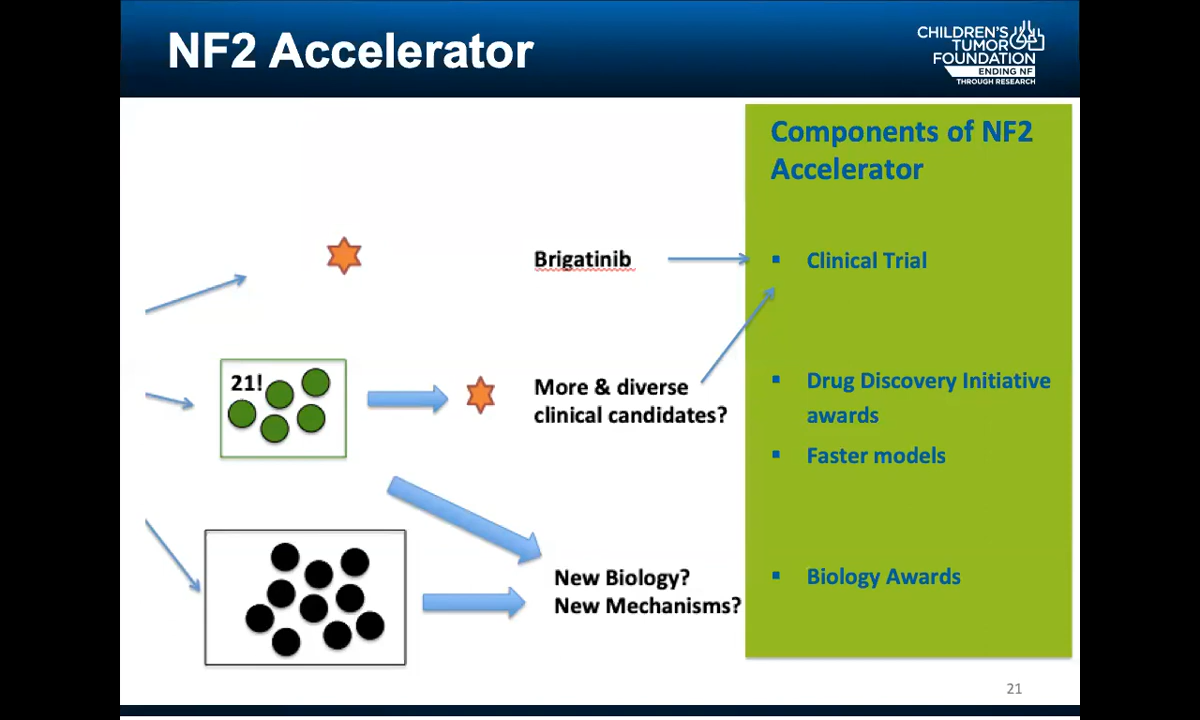 NF2 Accelerator
CHILDREN'S
TUMOR
FOUNDATION
ENDING NF
THROUGH RESEARCH
Components of NF2
Accelerator
Brigatinib
▪ Clinical Trial
21!
More & diverse
clinical candidates?
▪ Drug Discovery Initiative
awards
▪ Faster models
New Biology?
New Mechanisms?
▪ Biology Awards
21